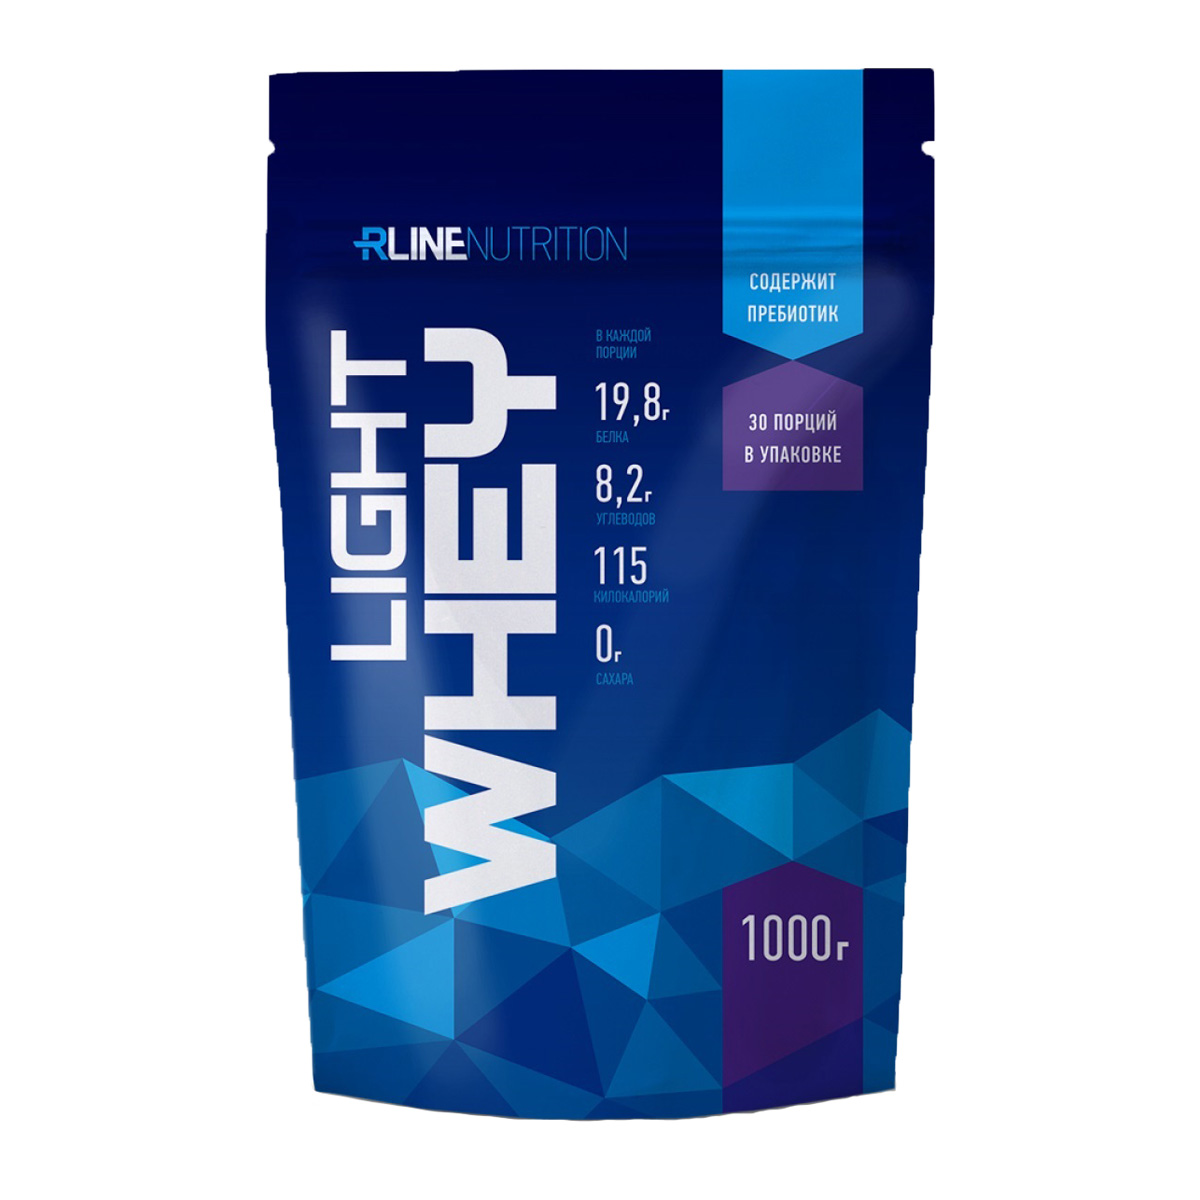 RLINENUTRITION
LIGHT
WHEY
В КАЖДОЙ
ПОРЦИИ
19,8г
БЕЛКА
8,2г
УГЛЕВОДОВ
115
КИЛОКАЛОРИЙ
0г
САХАРА
СОДЕРЖИТ
ПРЕБИОТИК
30 ПОРЦИЙ
В УПАКОВКЕ
1000г